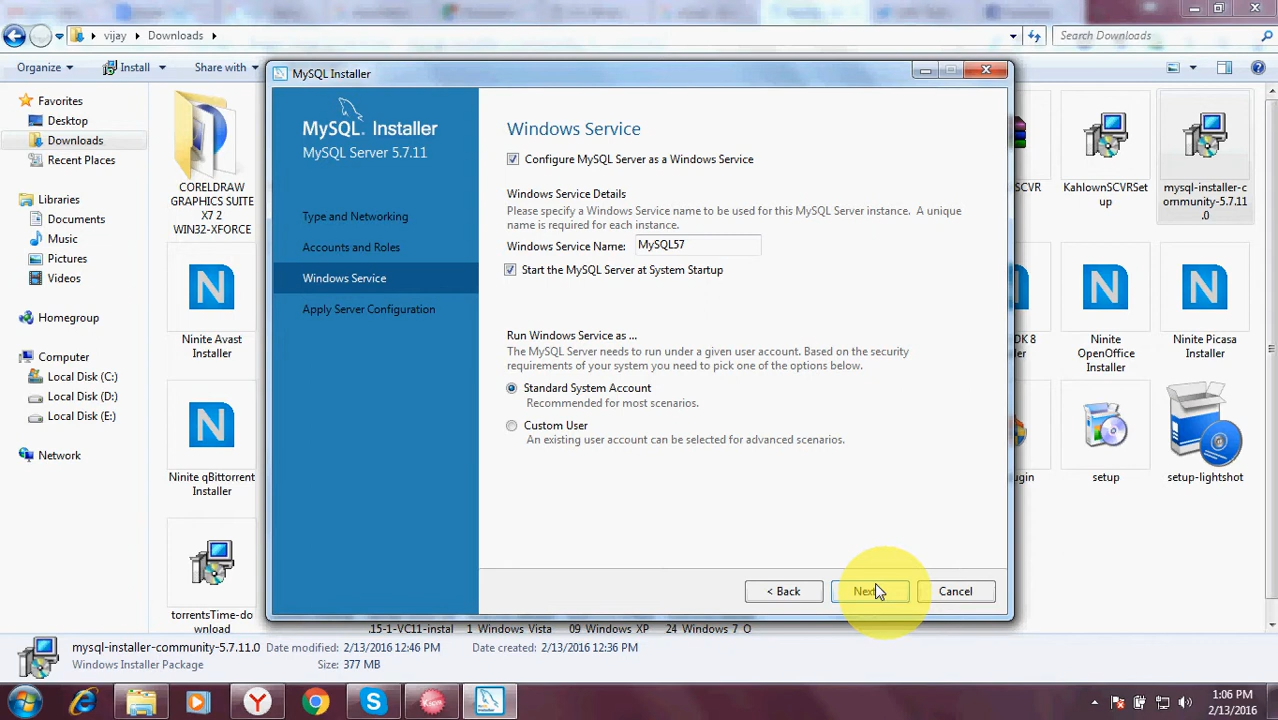 vijay
Downloads
Search Downloads
Organize
Install
Share with
Favorites
Desktop
Downloads
Recent Places
Libraries
Documents
Music
Pictures
Videos
Homegroup
Computer
Local Disk (C:)
Local Disk (D:)
Local Disk (E:)
Network
CORELDRAW
GRAPHICS SUITE
X7 2
WIN32-XFORCE
Ninite Avast
Installer
Ninite qBittorrent
Installer
torrentsTime-do
wnload
MySQL Installer
MySQL. Installer
MySQL Server 5.7.11
Type and Networking
Accounts and Roles
Windows Service
Apply Server Configuration
Windows Service
Configure MySQL Server as a Windows Service
Windows Service Details
Please specify a Windows Service name to be used for this MySQL Server instance. A unique
name is required for each instance.
Windows Service Name: MySQL57
Start the MySQL Server at System Startup
Run Windows Service as ...
The MySQL Server needs to run under a given user account. Based on the security
requirements of your system you need to pick one of the options below.
Standard System Account
Recommended for most scenarios.
Custom User
An existing user account can be selected for advanced scenarios.
< Back
Next
Cancel
SCVR
KahlownSCVRSet
up
mysql-installer-c
ommunity-5.7.11
.0
DK 8
Ninite
OpenOffice
Installer
Ninite Picasa
Installer
ugin
setup
setup-lightshot
.15-1-VC11-instal
1 Windows Vista
09 Windows XP
24 Windows 7 O
mysql-installer-community-5.7.11.0 Date modified: 2/13/2016 12:46 PM Date created: 2/13/2016 12:36 PM
Windows Installer Package Size: 377 MB
1:06 PM
2/13/2016